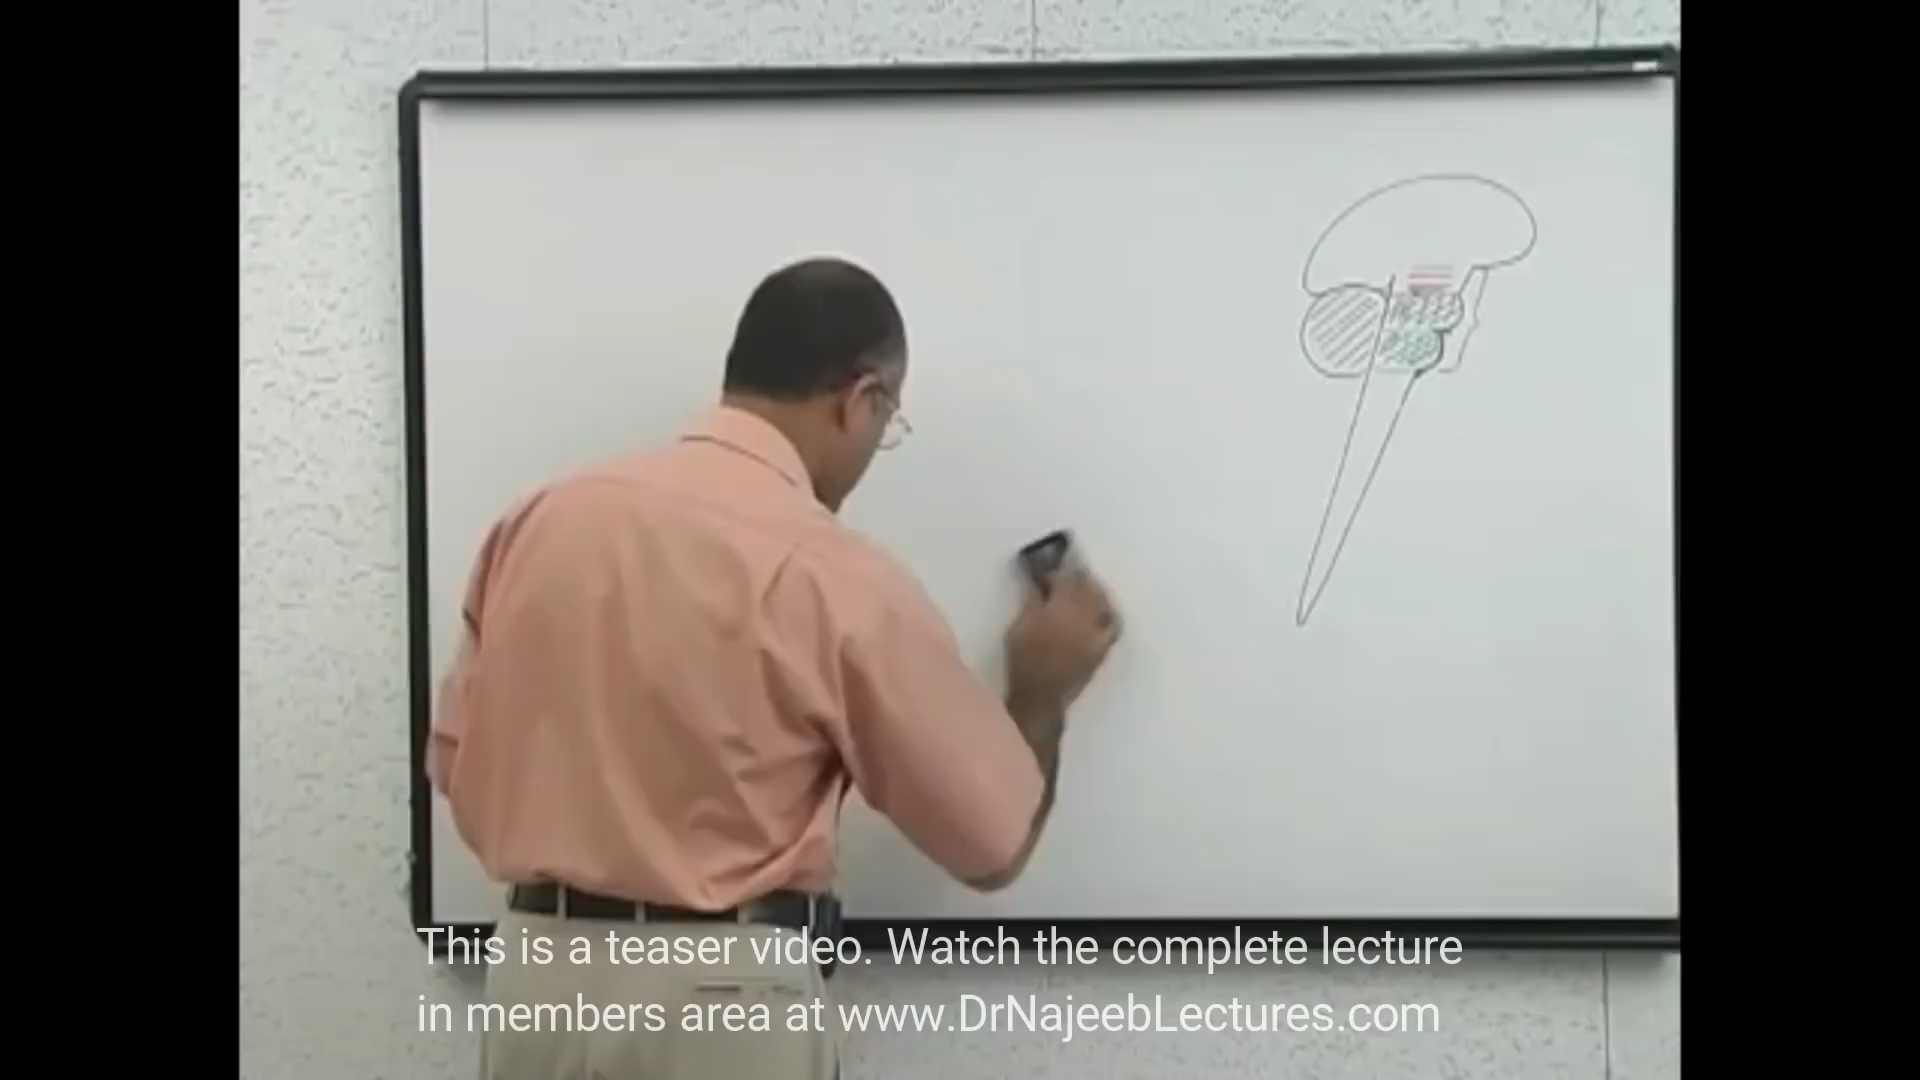 This is a teaser video. Watch the complete lecture
in members area at www.DrNajeebLectures.com